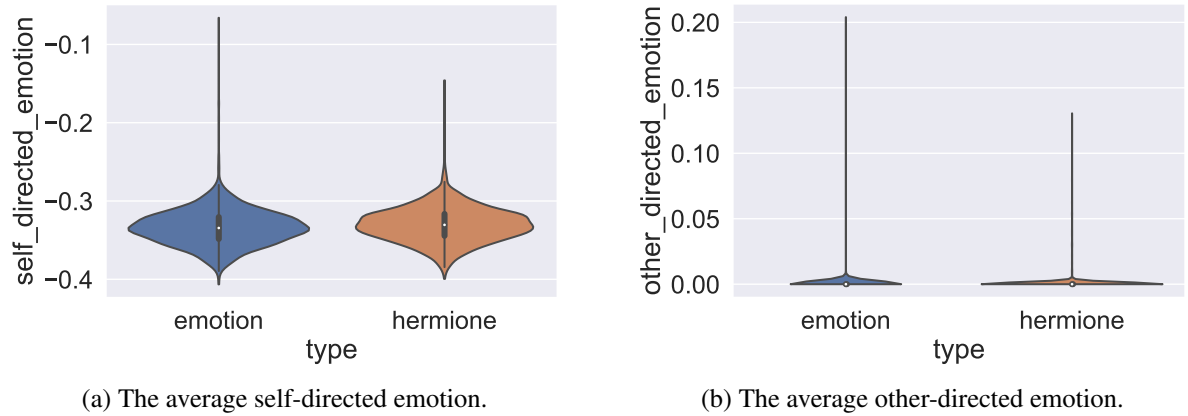 self_directed_emotion
−0.1
−0.2
−0.3
−0.4
emotion
hermione
type
(a) The average self-directed emotion.
other_directed_emotion
0.20
0.15
0.10
0.05
0.00
emotion
hermione
type
(b) The average other-directed emotion.